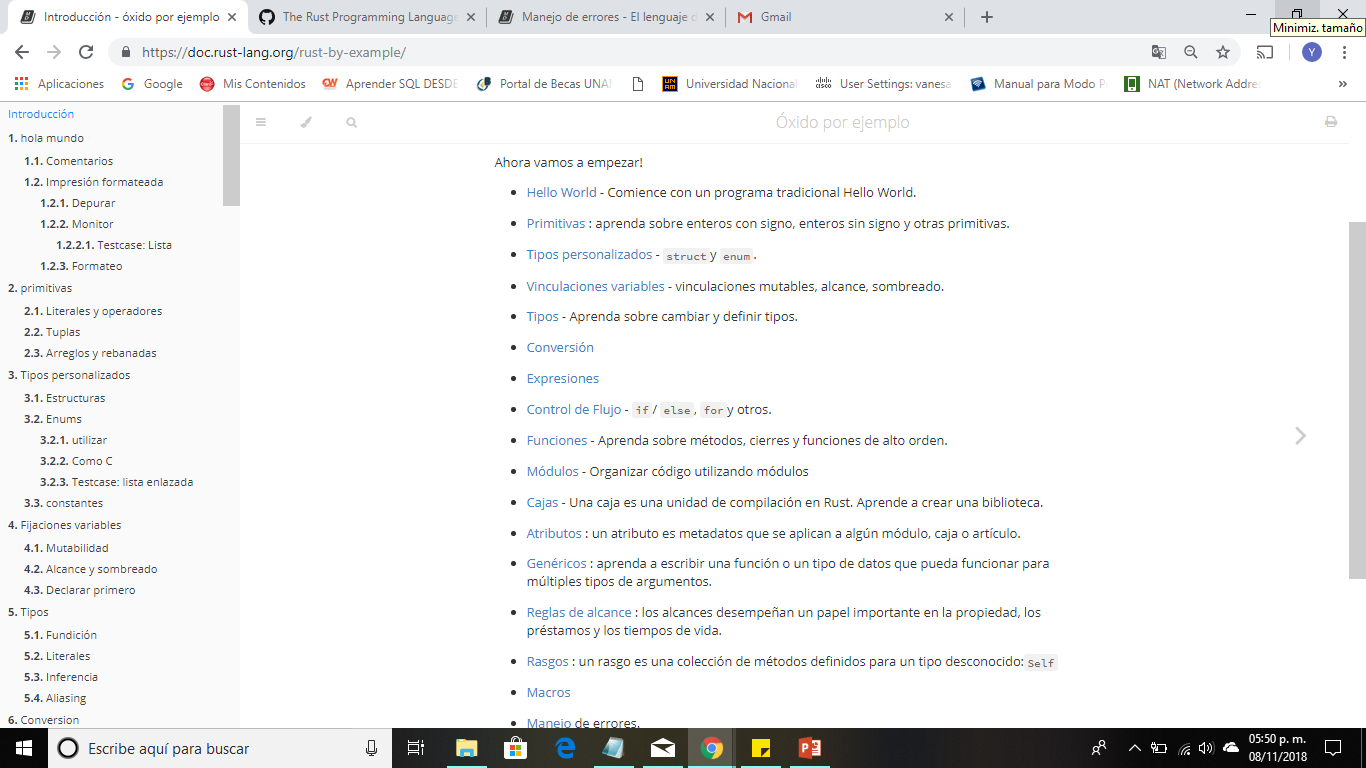 Introducción - óxido por ejemplo
The Rust Programming Language
Manejo de errores - El lenguaje d
Gmail
Minimiz. tamaño
https://doc.rust-lang.org/rust-by-example/
Y
Aplicaciones
Google
Mis Contenidos
Aprender SQL DESDE
Portal de Becas UNAM
Universidad Nacional
User Settings: vanesa
Manual para Modo P
NAT (Network Addre
»
Introducción
1. hola mundo
1.1. Comentarios
1.2. Impresión formateada
1.2.1. Depurar
1.2.2. Monitor
1.2.2.1. Testcase: Lista
1.2.3. Formateo
2. primitivas
2.1. Literales y operadores
2.2. Tuplas
2.3. Arreglos y rebanadas
3. Tipos personalizados
3.1. Estructuras
3.2. Enums
3.2.1. utilizar
3.2.2. Como C
3.2.3. Testcase: lista enlazada
3.3. constantes
4. Fijaciones variables
4.1. Mutabilidad
4.2. Alcance y sombreado
4.3. Declarar primero
5. Tipos
5.1. Fundición
5.2. Literales
5.3. Inferencia
5.4. Aliasing
6. Conversion
Óxido por ejemplo
Ahora vamos a empezar!
• Hello World - Comience con un programa tradicional Hello World.
• Primitivas : aprenda sobre enteros con signo, enteros sin signo y otras primitivas.
• Tipos personalizados - struct y enum.
• Vinculaciones variables - vinculaciones mutables, alcance, sombreado.
• Tipos - Aprenda sobre cambiar y definir tipos.
• Conversión
• Expresiones
• Control de Flujo - if / else, for y otros.
• Funciones - Aprenda sobre métodos, cierres y funciones de alto orden.
• Módulos - Organizar código utilizando módulos
• Cajas - Una caja es una unidad de compilación en Rust. Aprende a crear una biblioteca.
• Atributos : un atributo es metadatos que se aplican a algún módulo, caja o artículo.
• Genéricos : aprenda a escribir una función o un tipo de datos que pueda funcionar para
múltiples tipos de argumentos.
• Reglas de alcance : los alcances desempeñan un papel importante en la propiedad, los
préstamos y los tiempos de vida.
• Rasgos : un rasgo es una colección de métodos definidos para un tipo desconocido: Self
• Macros
• Manejo de errores.
Escribe aquí para buscar
05:50 p. m.
08/11/2018